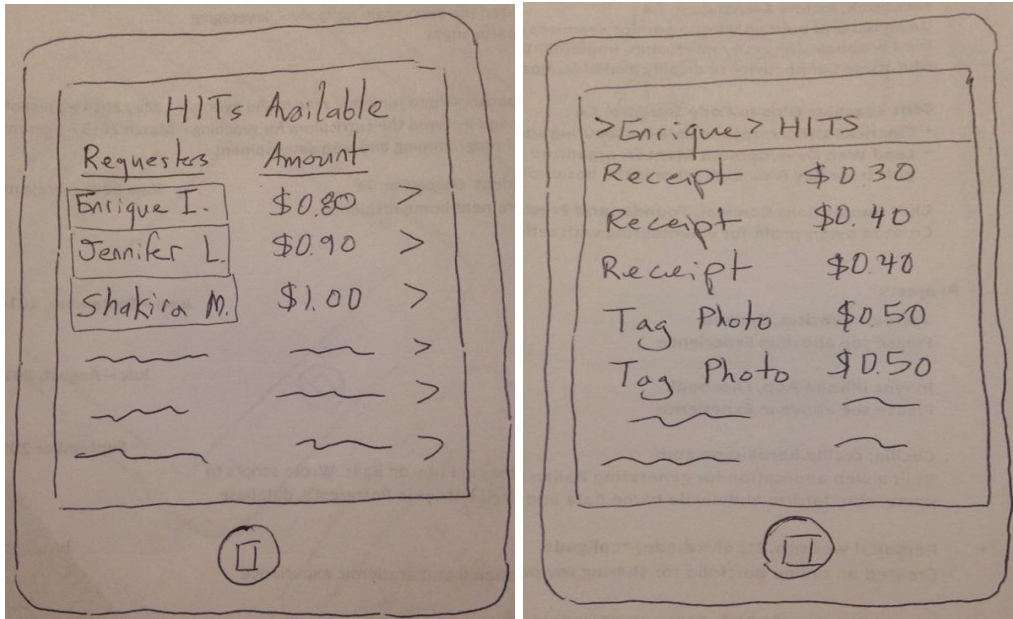 HITs Available
Requesters Amount
Enrique I. $0.80 >
Jennifer L. $0.90 >
Shakira M. $1.00 >
>
>
>
>Enrique > HITS
Receipt $0.30
Receipt $0.40
Receipt $0.40
Tag Photo $0.50
Tag Photo $0.50